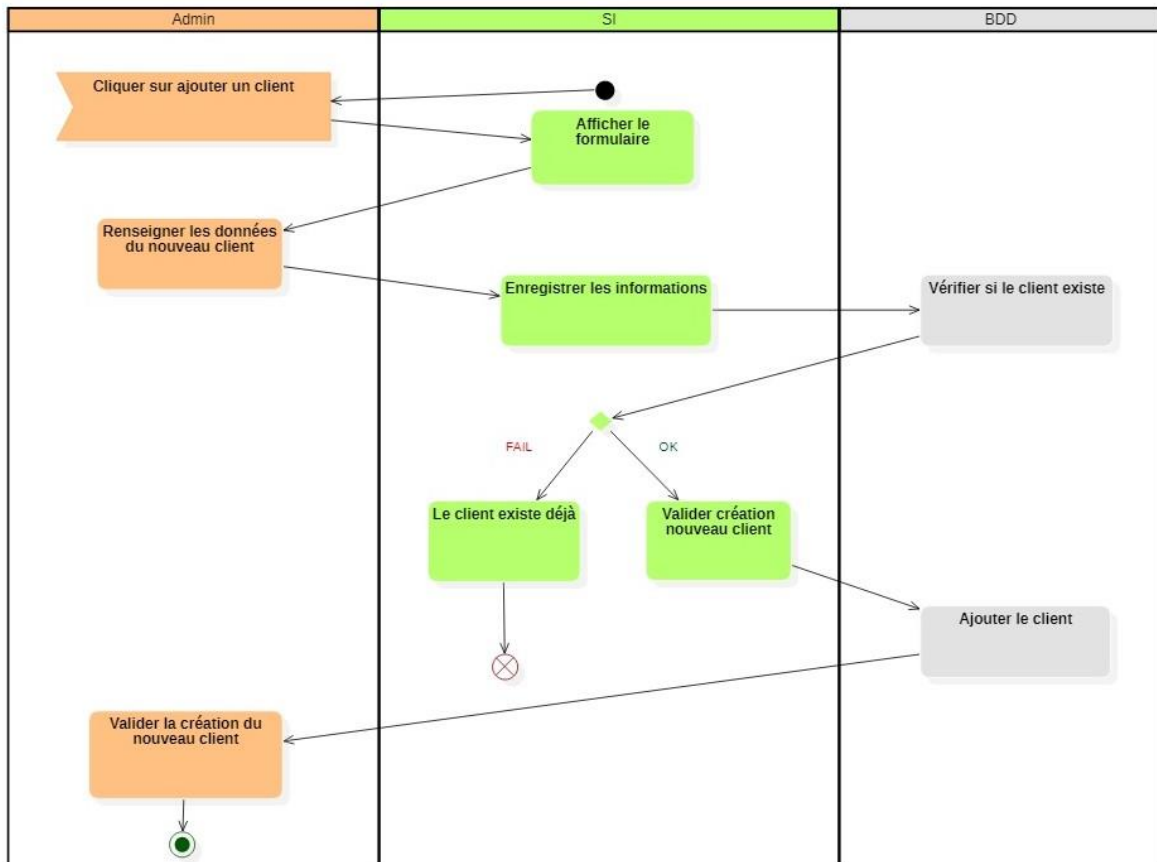 Admin
SI
BDD
Cliquer sur ajouter un client
Afficher le
formulaire
Renseigner les données
du nouveau client
Enregistrer les informations
Vérifier si le client existe
FAIL
OK
Le client existe déjà
Valider création
nouveau client
Ajouter le client
Valider la création du
nouveau client